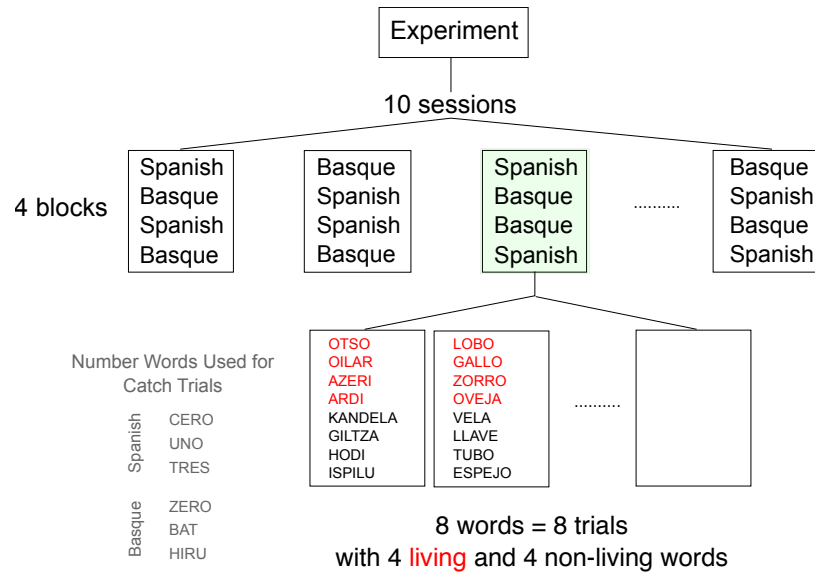 Experiment
10 sessions
4 blocks
Spanish
Basque
Spanish
Basque
Basque
Spanish
Spanish
Basque
Spanish
Basque
Basque
Spanish
..........
Basque
Spanish
Basque
Spanish
Number Words Used for
Catch Trials
Spanish
CERO
UNO
TRES
Basque
ZERO
BAT
HIRU
OTSO
OILAR
AZERI
ARDI
KANDELA
GILTZA
HODI
ISPILU
LOBO
GALLO
ZORRO
OVEJA
VELA
LLAVE
TUBO
ESPEJO
..........
8 words = 8 trials
with 4 living and 4 non-living words